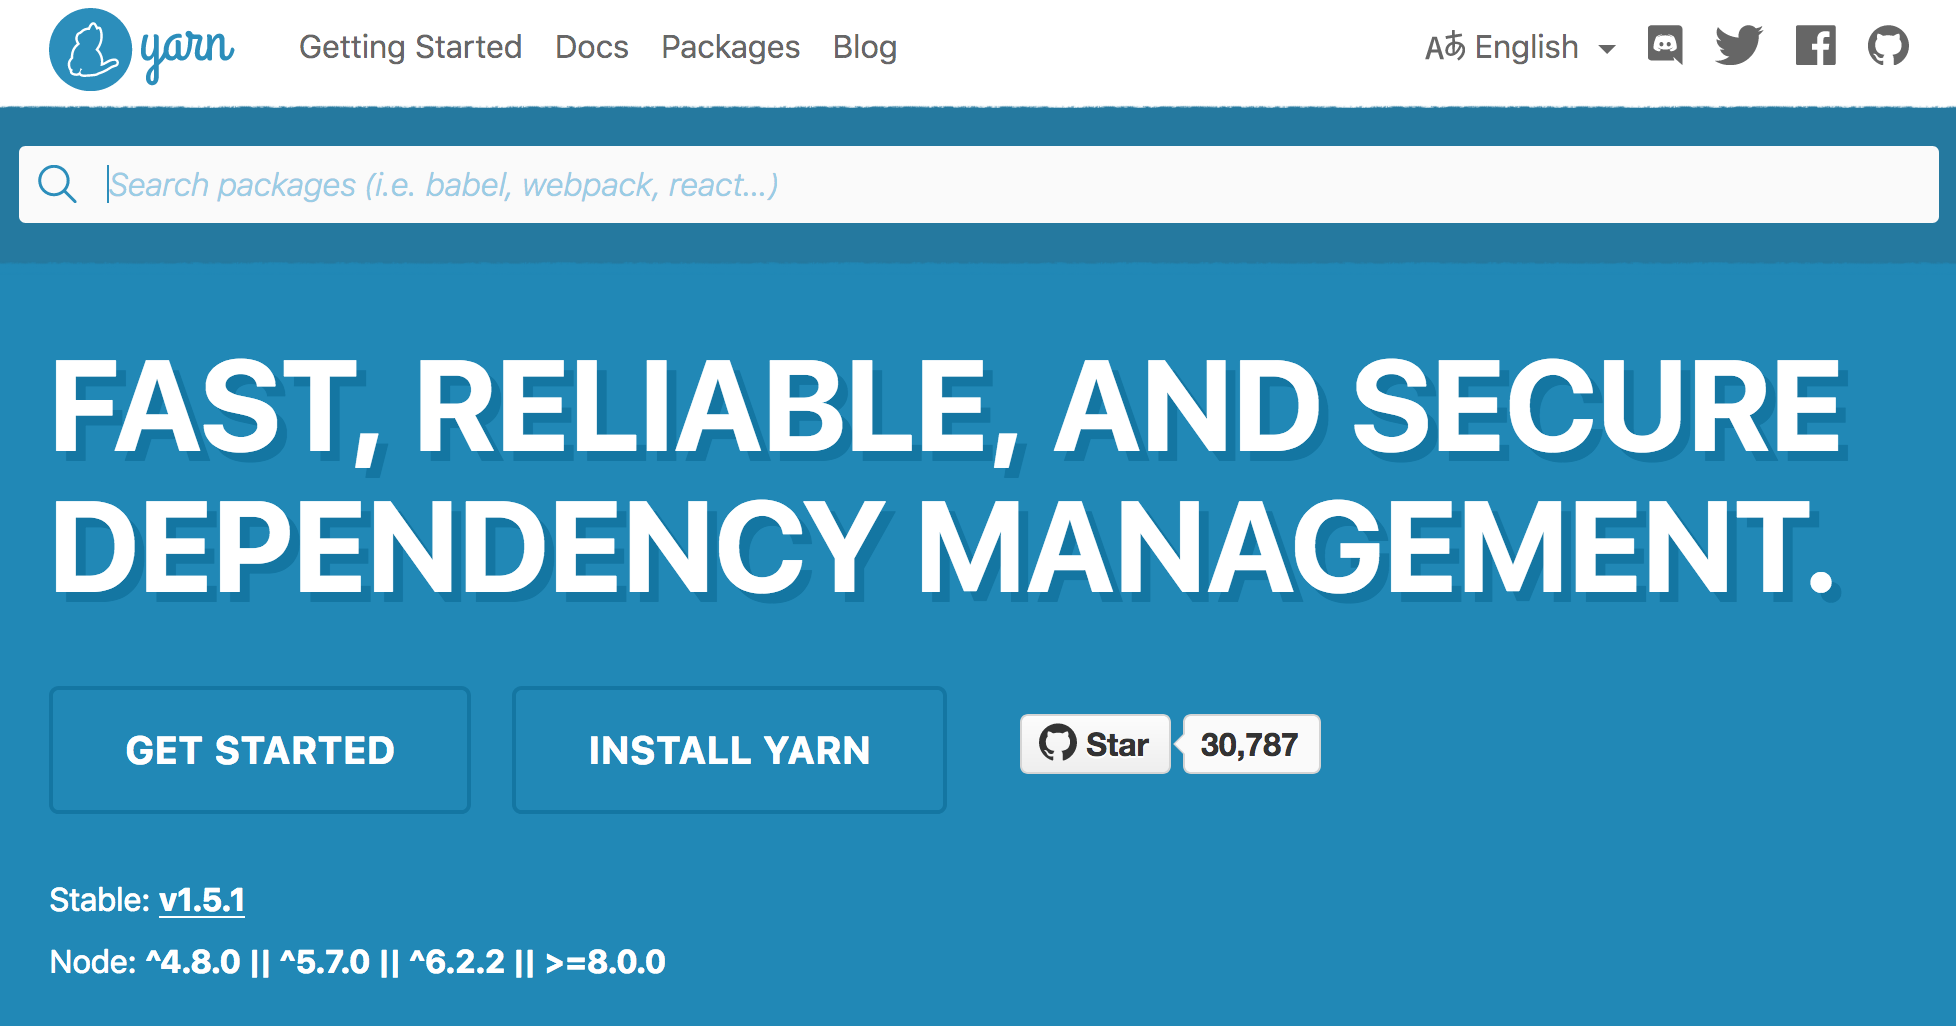 yarn
Getting Started Docs Packages Blog
Aあ English
Search packages (i.e. babel, webpack, react...)
FAST, RELIABLE, AND SECURE
DEPENDENCY MANAGEMENT.
GET STARTED INSTALL YARN Star 30,787
Stable: v1.5.1
Node: ^4.8.0 || ^5.7.0 || ^6.2.2 || >=8.0.0